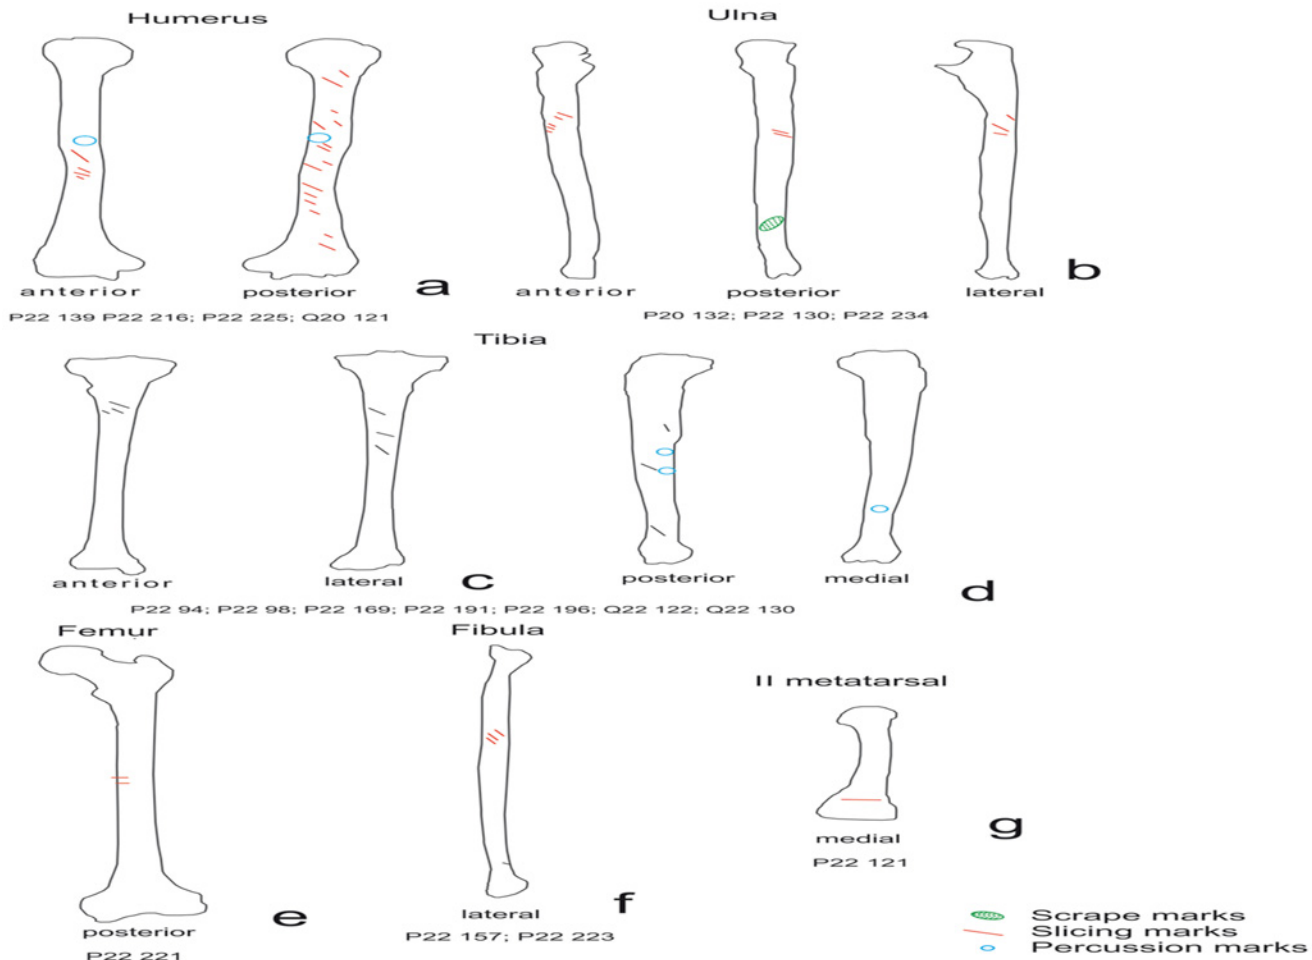 Humerus
Ulna
anterior
posterior
a
anterior
posterior
lateral
b
P22 139 P22 216; P22 225; Q20 121
P20 132; P22 130; P22 234
Tibia
anterior
lateral
c
posterior
medial
d
P22 94; P22 98; P22 169; P22 191; P22 196; Q22 122; Q22 130
Femur
Fibula
II metatarsal
posterior
e
P22 221
lateral
f
P22 157; P22 223
medial
g
P22 121
Scrape marks
Slicing marks
Percussion marks